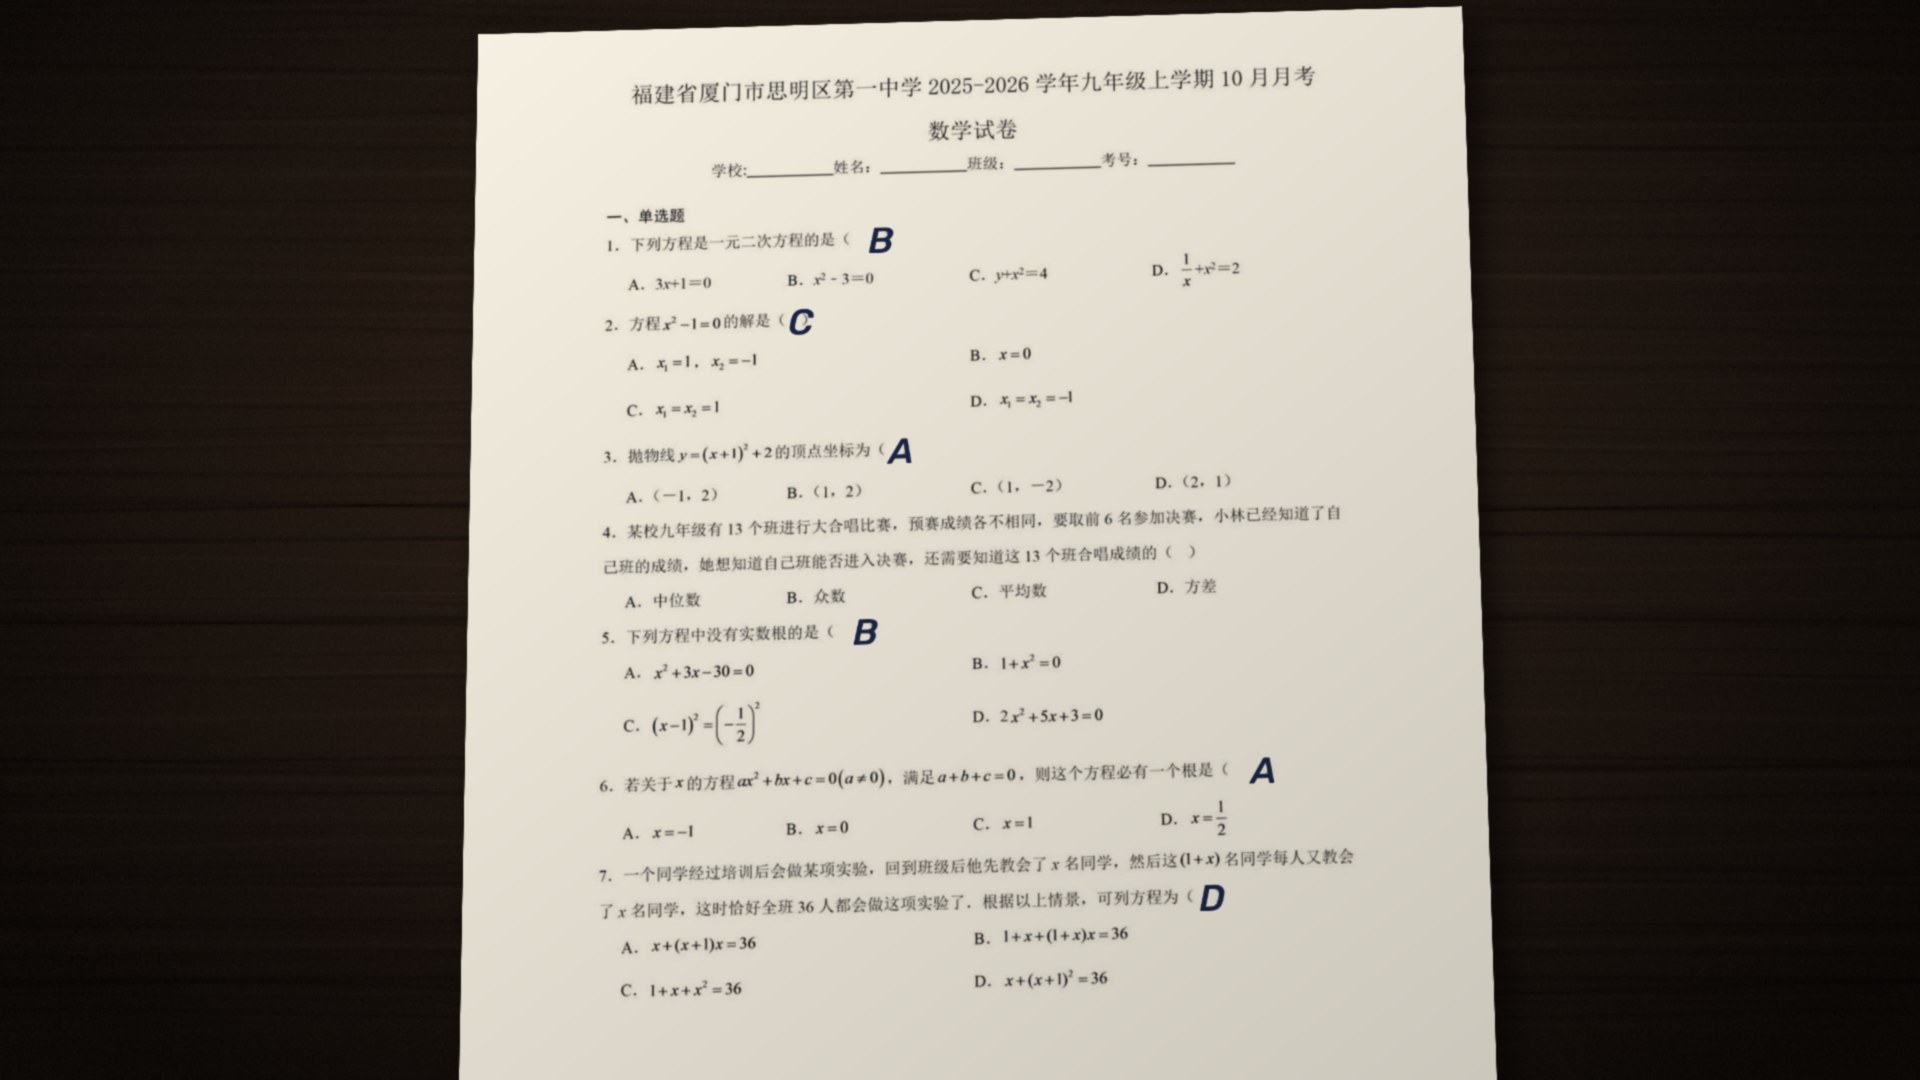 福建省厦门市思明区第一中学 2025-2026 学年九年级上学期 10 月月考
数学试卷
学校:__________姓名：__________班级：__________考号：__________
一、单选题
1．下列方程是一元二次方程的是（ B
A．3x+1＝0 B．x²﹣3＝0 C．y+x²＝4 D．1/x+x²＝2
2．方程 x²−1=0 的解是（ C ）
A．x₁=1，x₂=−1 B．x=0
C．x₁=x₂=1 D．x₁=x₂=−1
3．抛物线 y=(x+1)²+2 的顶点坐标为（ A
A．（－1，2） B．（1，2） C．（1，－2） D．（2，1）
4．某校九年级有 13 个班进行大合唱比赛，预赛成绩各不相同，要取前 6 名参加决赛，小林已经知道了自
己班的成绩，她想知道自己班能否进入决赛，还需要知道这 13 个班合唱成绩的（ ）
A．中位数 B．众数 C．平均数 D．方差
5．下列方程中没有实数根的是（ B
A．x²+3x−30=0 B．1+x²=0
C．(x−1)²=(−1/2)² D．2x²+5x+3=0
6．若关于 x 的方程 ax²+bx+c=0(a≠0)，满足 a+b+c=0，则这个方程必有一个根是（ A
A．x=−1 B．x=0 C．x=1 D．x=1/2
7．一个同学经过培训后会做某项实验，回到班级后他先教会了 x 名同学，然后这(1+x)名同学每人又教会
了 x 名同学，这时恰好全班 36 人都会做这项实验了．根据以上情景，可列方程为（ D
A．x+(x+1)x=36 B．1+x+(1+x)x=36
C．1+x+x²=36 D．x+(x+1)²=36